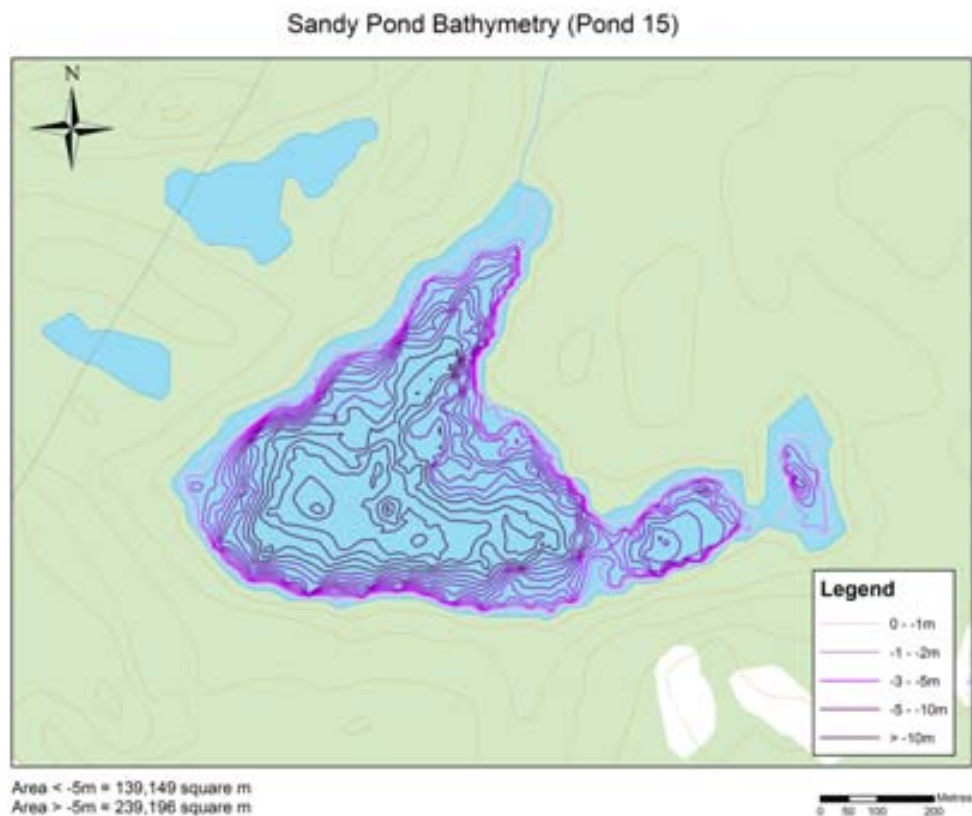 Sandy Pond Bathymetry (Pond 15)
N
Legend
0 - -1m
-1 - -2m
-3 - -5m
-5 - -10m
> -10m
Area < -5m = 139,149 square m
Area > -5m = 239,196 square m
Metres
0 50 100 200